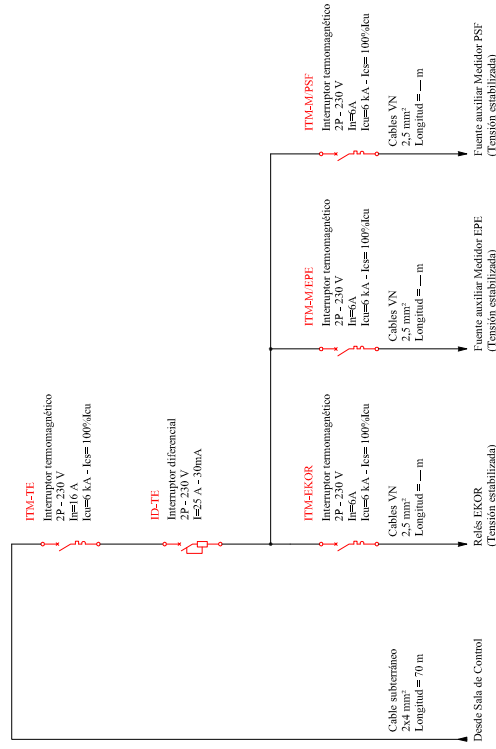 ITM-TE
Interruptor termomagnético
2P - 230 V
In=16 A
Icu=6 kA - Ics= 100%Icu
ID-TE
Interruptor diferencial
2P - 230 V
I=25 A - 30mA
ITM-EKOR
Interruptor termomagnético
2P - 230 V
In=6A
Icu=6 kA - Ics= 100%Icu
Cables VN
2,5 mm²
Longitud = __ m
Relés EKOR
(Tensión estabilizada)
ITM-M/EPE
Interruptor termomagnético
2P - 230 V
In=6A
Icu=6 kA - Ics= 100%Icu
Cables VN
2,5 mm²
Longitud = __ m
Fuente auxiliar Medidor EPE
(Tensión estabilizada)
ITM-M/PSF
Interruptor termomagnético
2P - 230 V
In=6A
Icu=6 kA - Ics= 100%Icu
Cables VN
2,5 mm²
Longitud = __ m
Fuente auxiliar Medidor PSF
(Tensión estabilizada)
Cable subterráneo
2x4 mm²
Longitud = 70 m
Desde Sala de Control